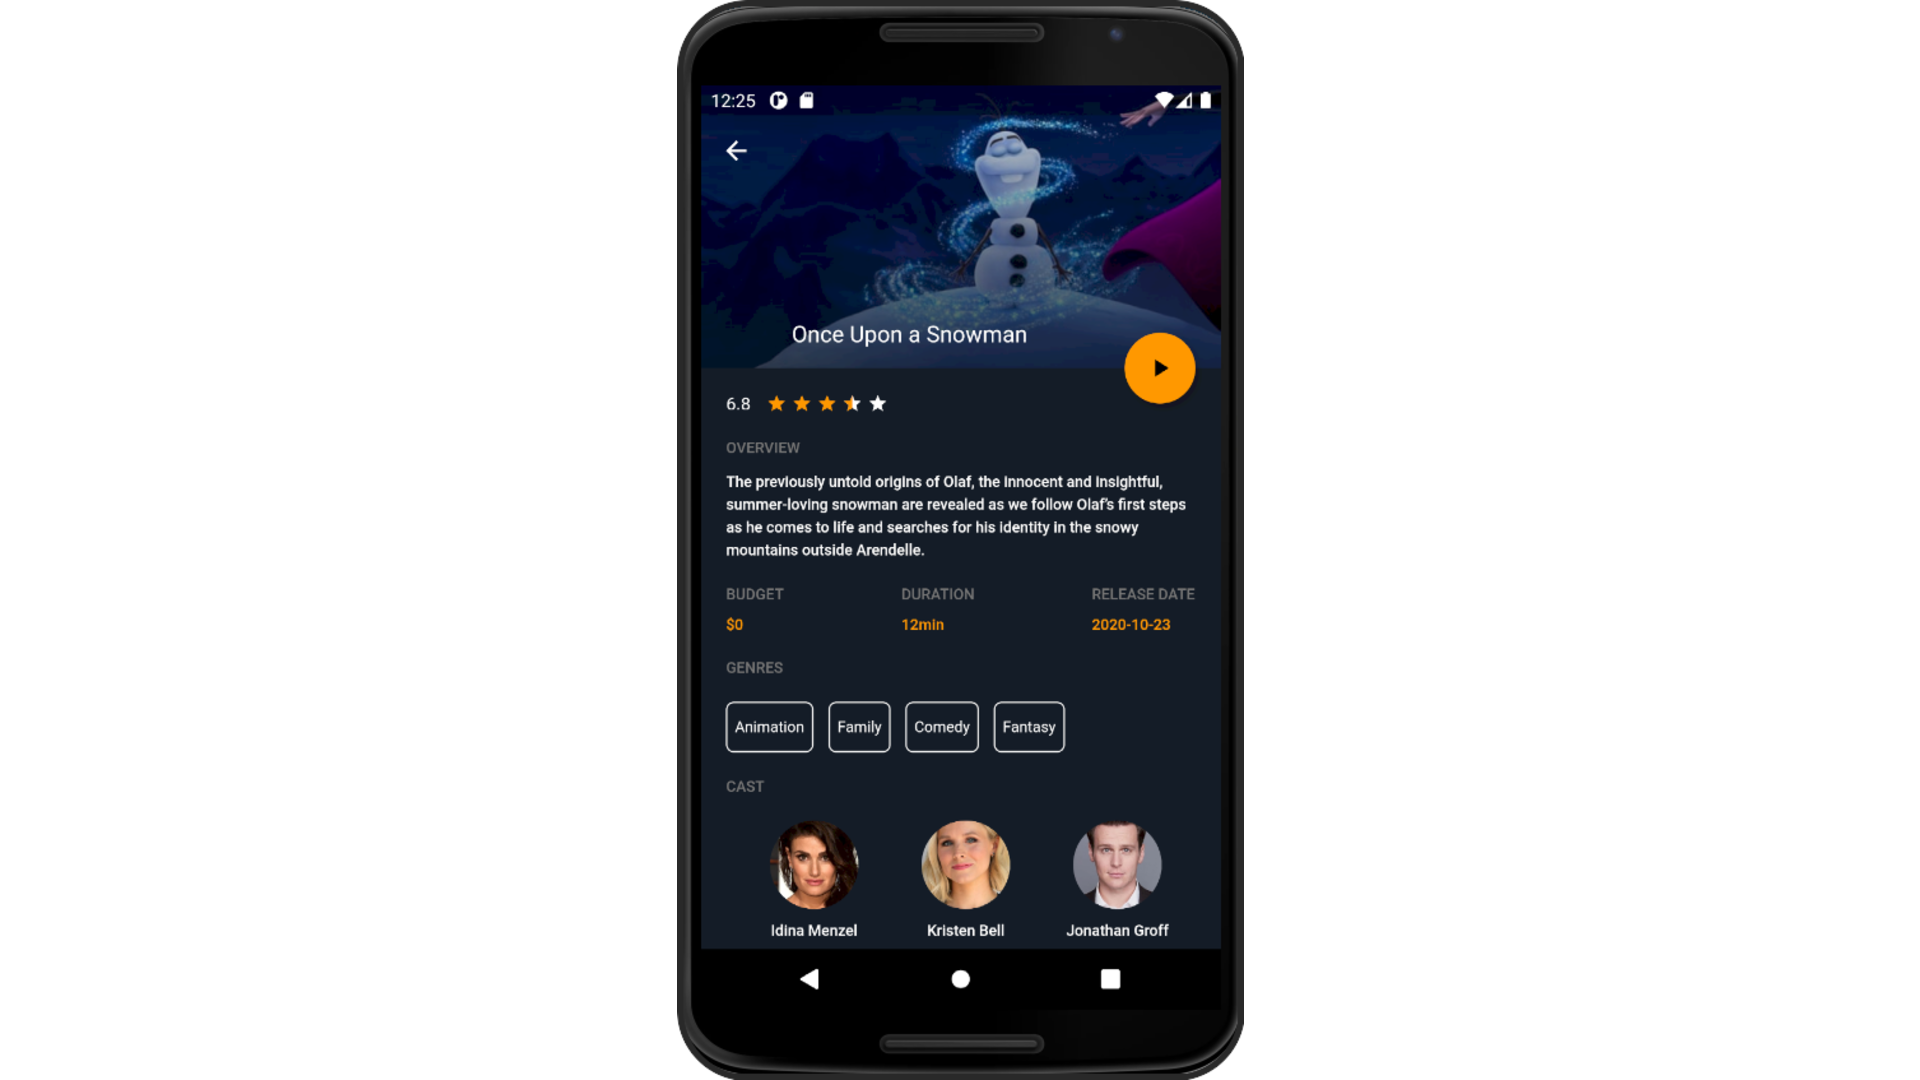 12:25
Once Upon a Snowman
6.8
OVERVIEW
The previously untold origins of Olaf, the innocent and insightful,
summer-loving snowman are revealed as we follow Olaf's first steps
as he comes to life and searches for his identity in the snowy
mountains outside Arendelle.
BUDGET DURATION RELEASE DATE
$0 12min 2020-10-23
GENRES
Animation Family Comedy Fantasy
CAST
Idina Menzel Kristen Bell Jonathan Groff